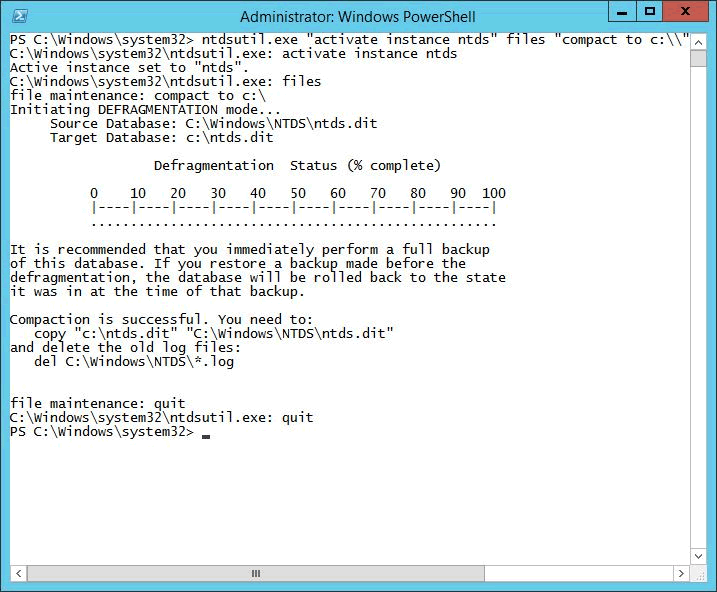 Administrator: Windows PowerShell
PS C:\Windows\system32> ntdsutil.exe "activate instance ntds" files "compact to c:\\"
C:\Windows\system32\ntdsutil.exe: activate instance ntds
Active instance set to "ntds".
C:\Windows\system32\ntdsutil.exe: files
file maintenance: compact to c:\
Initiating DEFRAGMENTATION mode...
     Source Database: C:\Windows\NTDS\ntds.dit
     Target Database: c:\ntds.dit
                  Defragmentation  Status (% complete)
          0    10   20   30   40   50   60   70   80   90  100
          |----|----|----|----|----|----|----|----|----|----|
          ...................................................
It is recommended that you immediately perform a full backup
of this database. If you restore a backup made before the
defragmentation, the database will be rolled back to the state
it was in at the time of that backup.
Compaction is successful. You need to:
   copy "c:\ntds.dit" "C:\Windows\NTDS\ntds.dit"
and delete the old log files:
   del C:\Windows\NTDS\*.log
file maintenance: quit
C:\Windows\system32\ntdsutil.exe: quit
PS C:\Windows\system32>